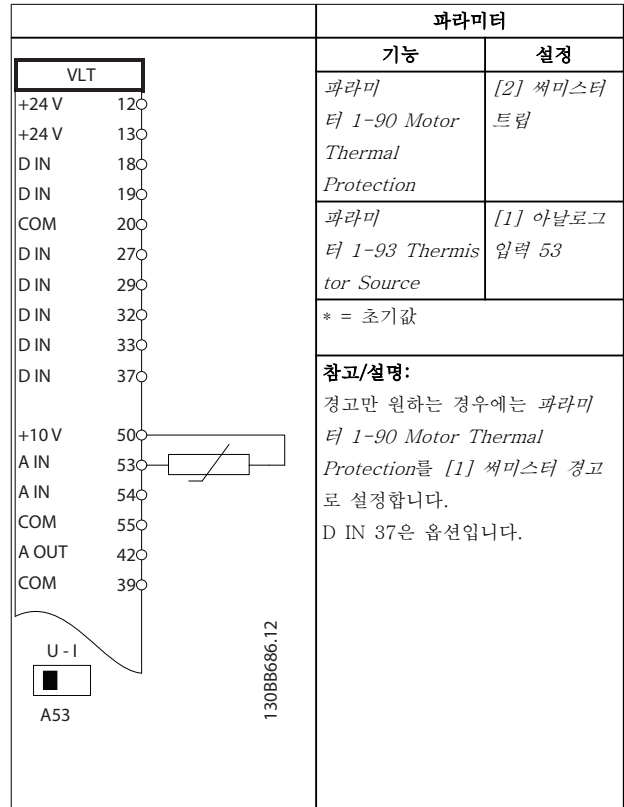 VLT
+24 V 12
+24 V 13
D IN 18
D IN 19
COM 20
D IN 27
D IN 29
D IN 32
D IN 33
D IN 37
+10 V 50
A IN 53
A IN 54
COM 55
A OUT 42
COM 39
U - I
A53
130BB686.12
파라미터
기능 설정
파라미
터 1-90 Motor
Thermal
Protection
[2] 써미스터
트립
파라미
터 1-93 Thermis
tor Source
[1] 아날로그
입력 53
* = 초기값
참고/설명:
경고만 원하는 경우에는 파라미
터 1-90 Motor Thermal
Protection를 [1] 써미스터 경고
로 설정합니다.
D IN 37은 옵션입니다.